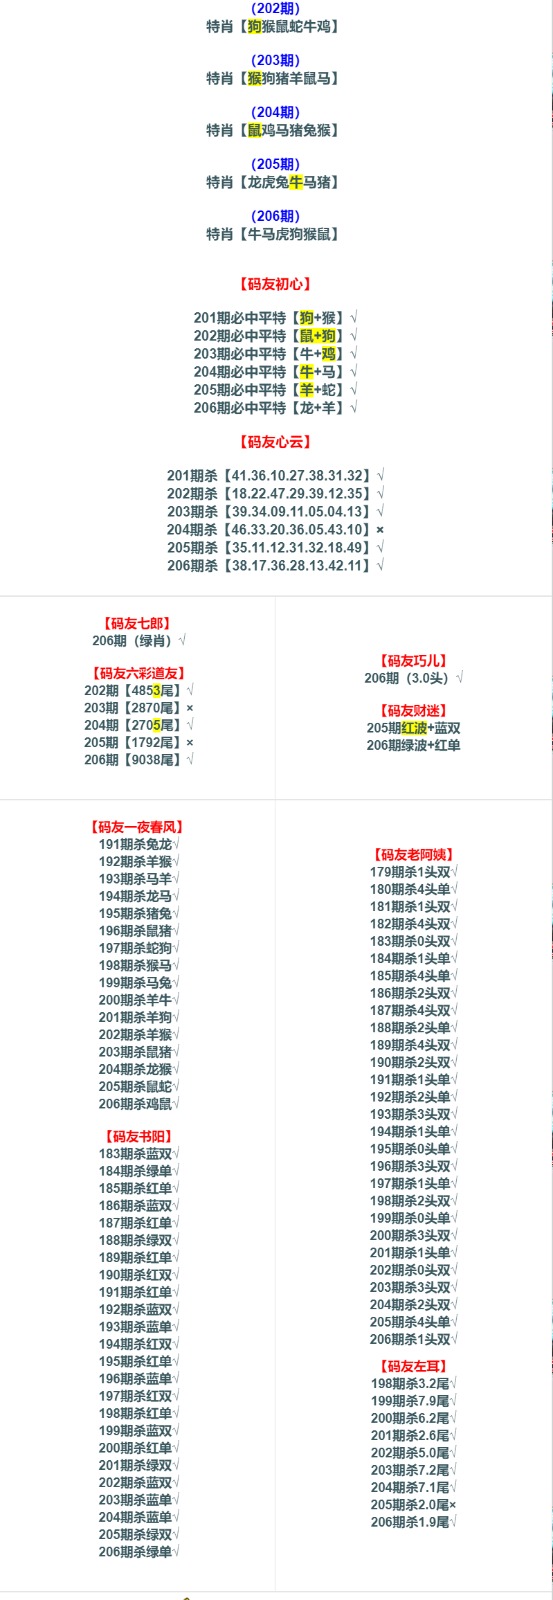 （202期）
特肖【狗猴鼠蛇牛鸡】
（203期）
特肖【猴狗猪羊鼠马】
（204期）
特肖【鼠鸡马猪兔猴】
（205期）
特肖【龙虎兔牛马猪】
（206期）
特肖【牛马虎狗猴鼠】
【码友初心】
201期必中平特【狗+猴】√
202期必中平特【鼠+狗】√
203期必中平特【牛+鸡】√
204期必中平特【牛+马】√
205期必中平特【羊+蛇】√
206期必中平特【龙+羊】√
【码友心云】
201期杀【41.36.10.27.38.31.32】√
202期杀【18.22.47.29.39.12.35】√
203期杀【39.34.09.11.05.04.13】√
204期杀【46.33.20.36.05.43.10】×
205期杀【35.11.12.31.32.18.49】√
206期杀【38.17.36.28.13.42.11】√
【码友七郎】
206期（绿肖）√
【码友六彩道友】
202期【4853尾】√
203期【2870尾】×
204期【2705尾】√
205期【1792尾】×
206期【9038尾】√
【码友巧儿】
206期（3.0头）√
【码友财迷】
205期红波+蓝双
206期绿波+红单
【码友一夜春风】
191期杀兔龙√
192期杀羊猴√
193期杀马羊√
194期杀龙马√
195期杀猪兔√
196期杀鼠猪√
197期杀蛇狗√
198期杀猴马√
199期杀马兔√
200期杀羊牛√
201期杀羊狗√
202期杀羊猴√
203期杀鼠猪√
204期杀龙猴√
205期杀鼠蛇√
206期杀鸡鼠√
【码友书阳】
183期杀蓝双√
184期杀绿单√
185期杀红单√
186期杀蓝双√
187期杀红单√
188期杀绿双√
189期杀红单√
190期杀红双√
191期杀红单√
192期杀蓝双√
193期杀蓝单√
194期杀红双√
195期杀红单√
196期杀蓝单√
197期杀红双√
198期杀红单√
199期杀蓝双√
200期杀红单√
201期杀绿双√
202期杀蓝双√
203期杀蓝单√
204期杀蓝单√
205期杀绿双√
206期杀绿单√
【码友老阿姨】
179期杀1头双√
180期杀4头单√
181期杀1头双√
182期杀4头双√
183期杀0头双√
184期杀1头单√
185期杀4头单√
186期杀2头双√
187期杀4头双√
188期杀2头单√
189期杀4头双√
190期杀2头双√
191期杀1头单√
192期杀2头单√
193期杀3头双√
194期杀1头单√
195期杀0头单√
196期杀3头双√
197期杀1头单√
198期杀2头双√
199期杀0头单√
200期杀3头双√
201期杀1头单√
202期杀0头双√
203期杀3头双√
204期杀2头双√
205期杀4头单√
206期杀1头双√
【码友左耳】
198期杀3.2尾√
199期杀7.9尾√
200期杀6.2尾√
201期杀2.6尾√
202期杀5.0尾√
203期杀7.2尾√
204期杀7.1尾√
205期杀2.0尾×
206期杀1.9尾√